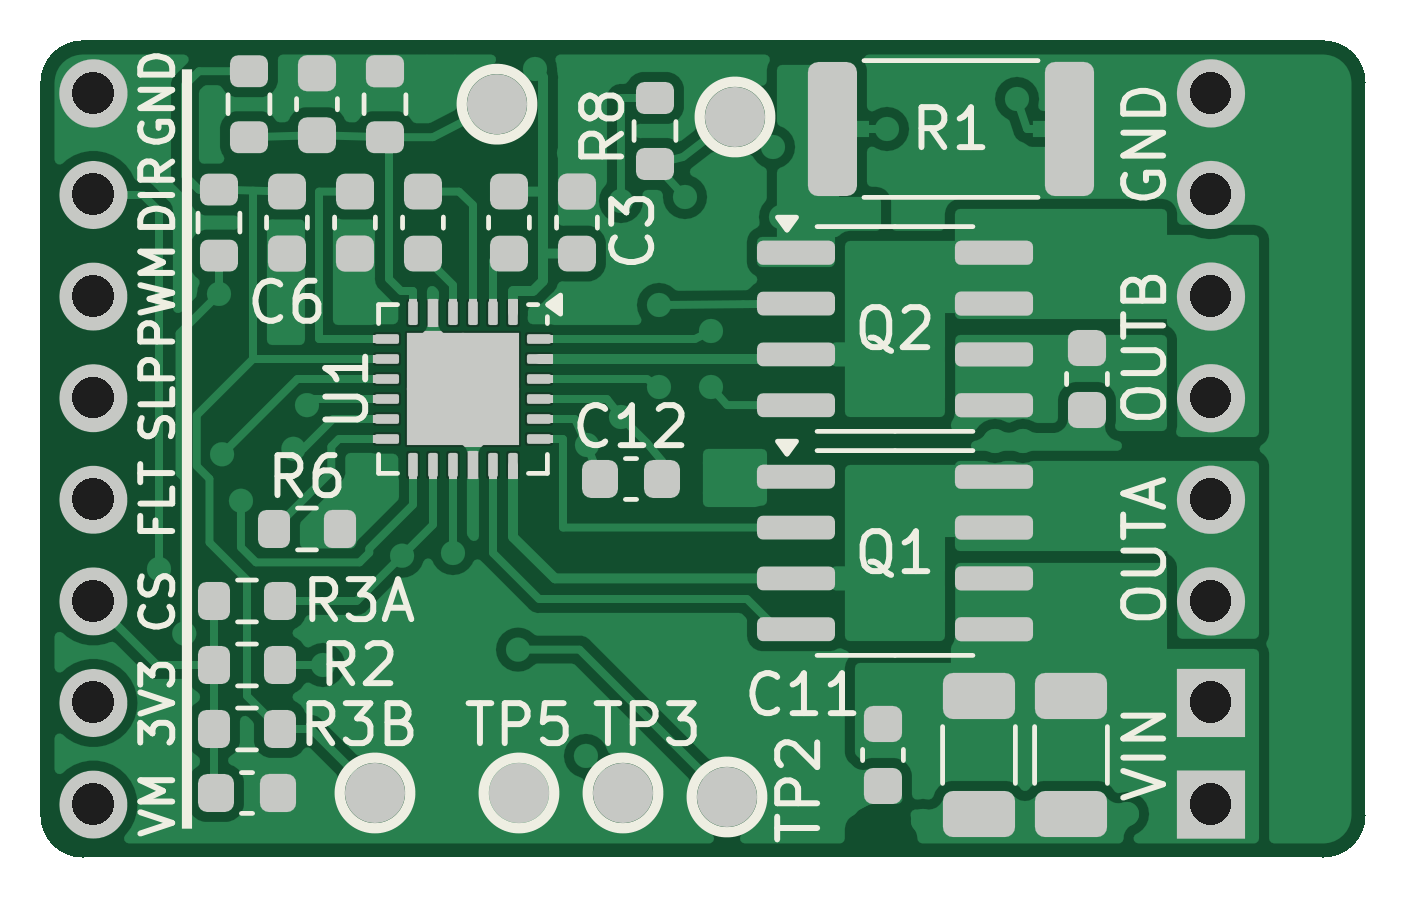 GND
DIR
PWM
SLP
FLT
CS
3V3
VM
R8
C3
C6
U1
C12
R6
R3A
R2
R3B
TP5
TP3
TP2
C11
R1
Q2
Q1
GND
OUTB
OUTA
VIN